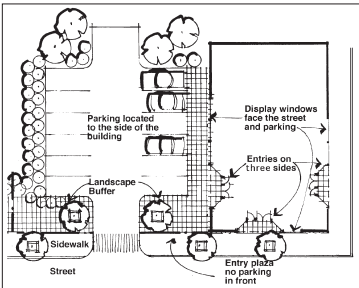 Parking located
to the side of the
building
Display windows
face the street
and parking
Entries on
three sides
Landscape
Buffer
Sidewalk
Street
Entry plaza
no parking
in front